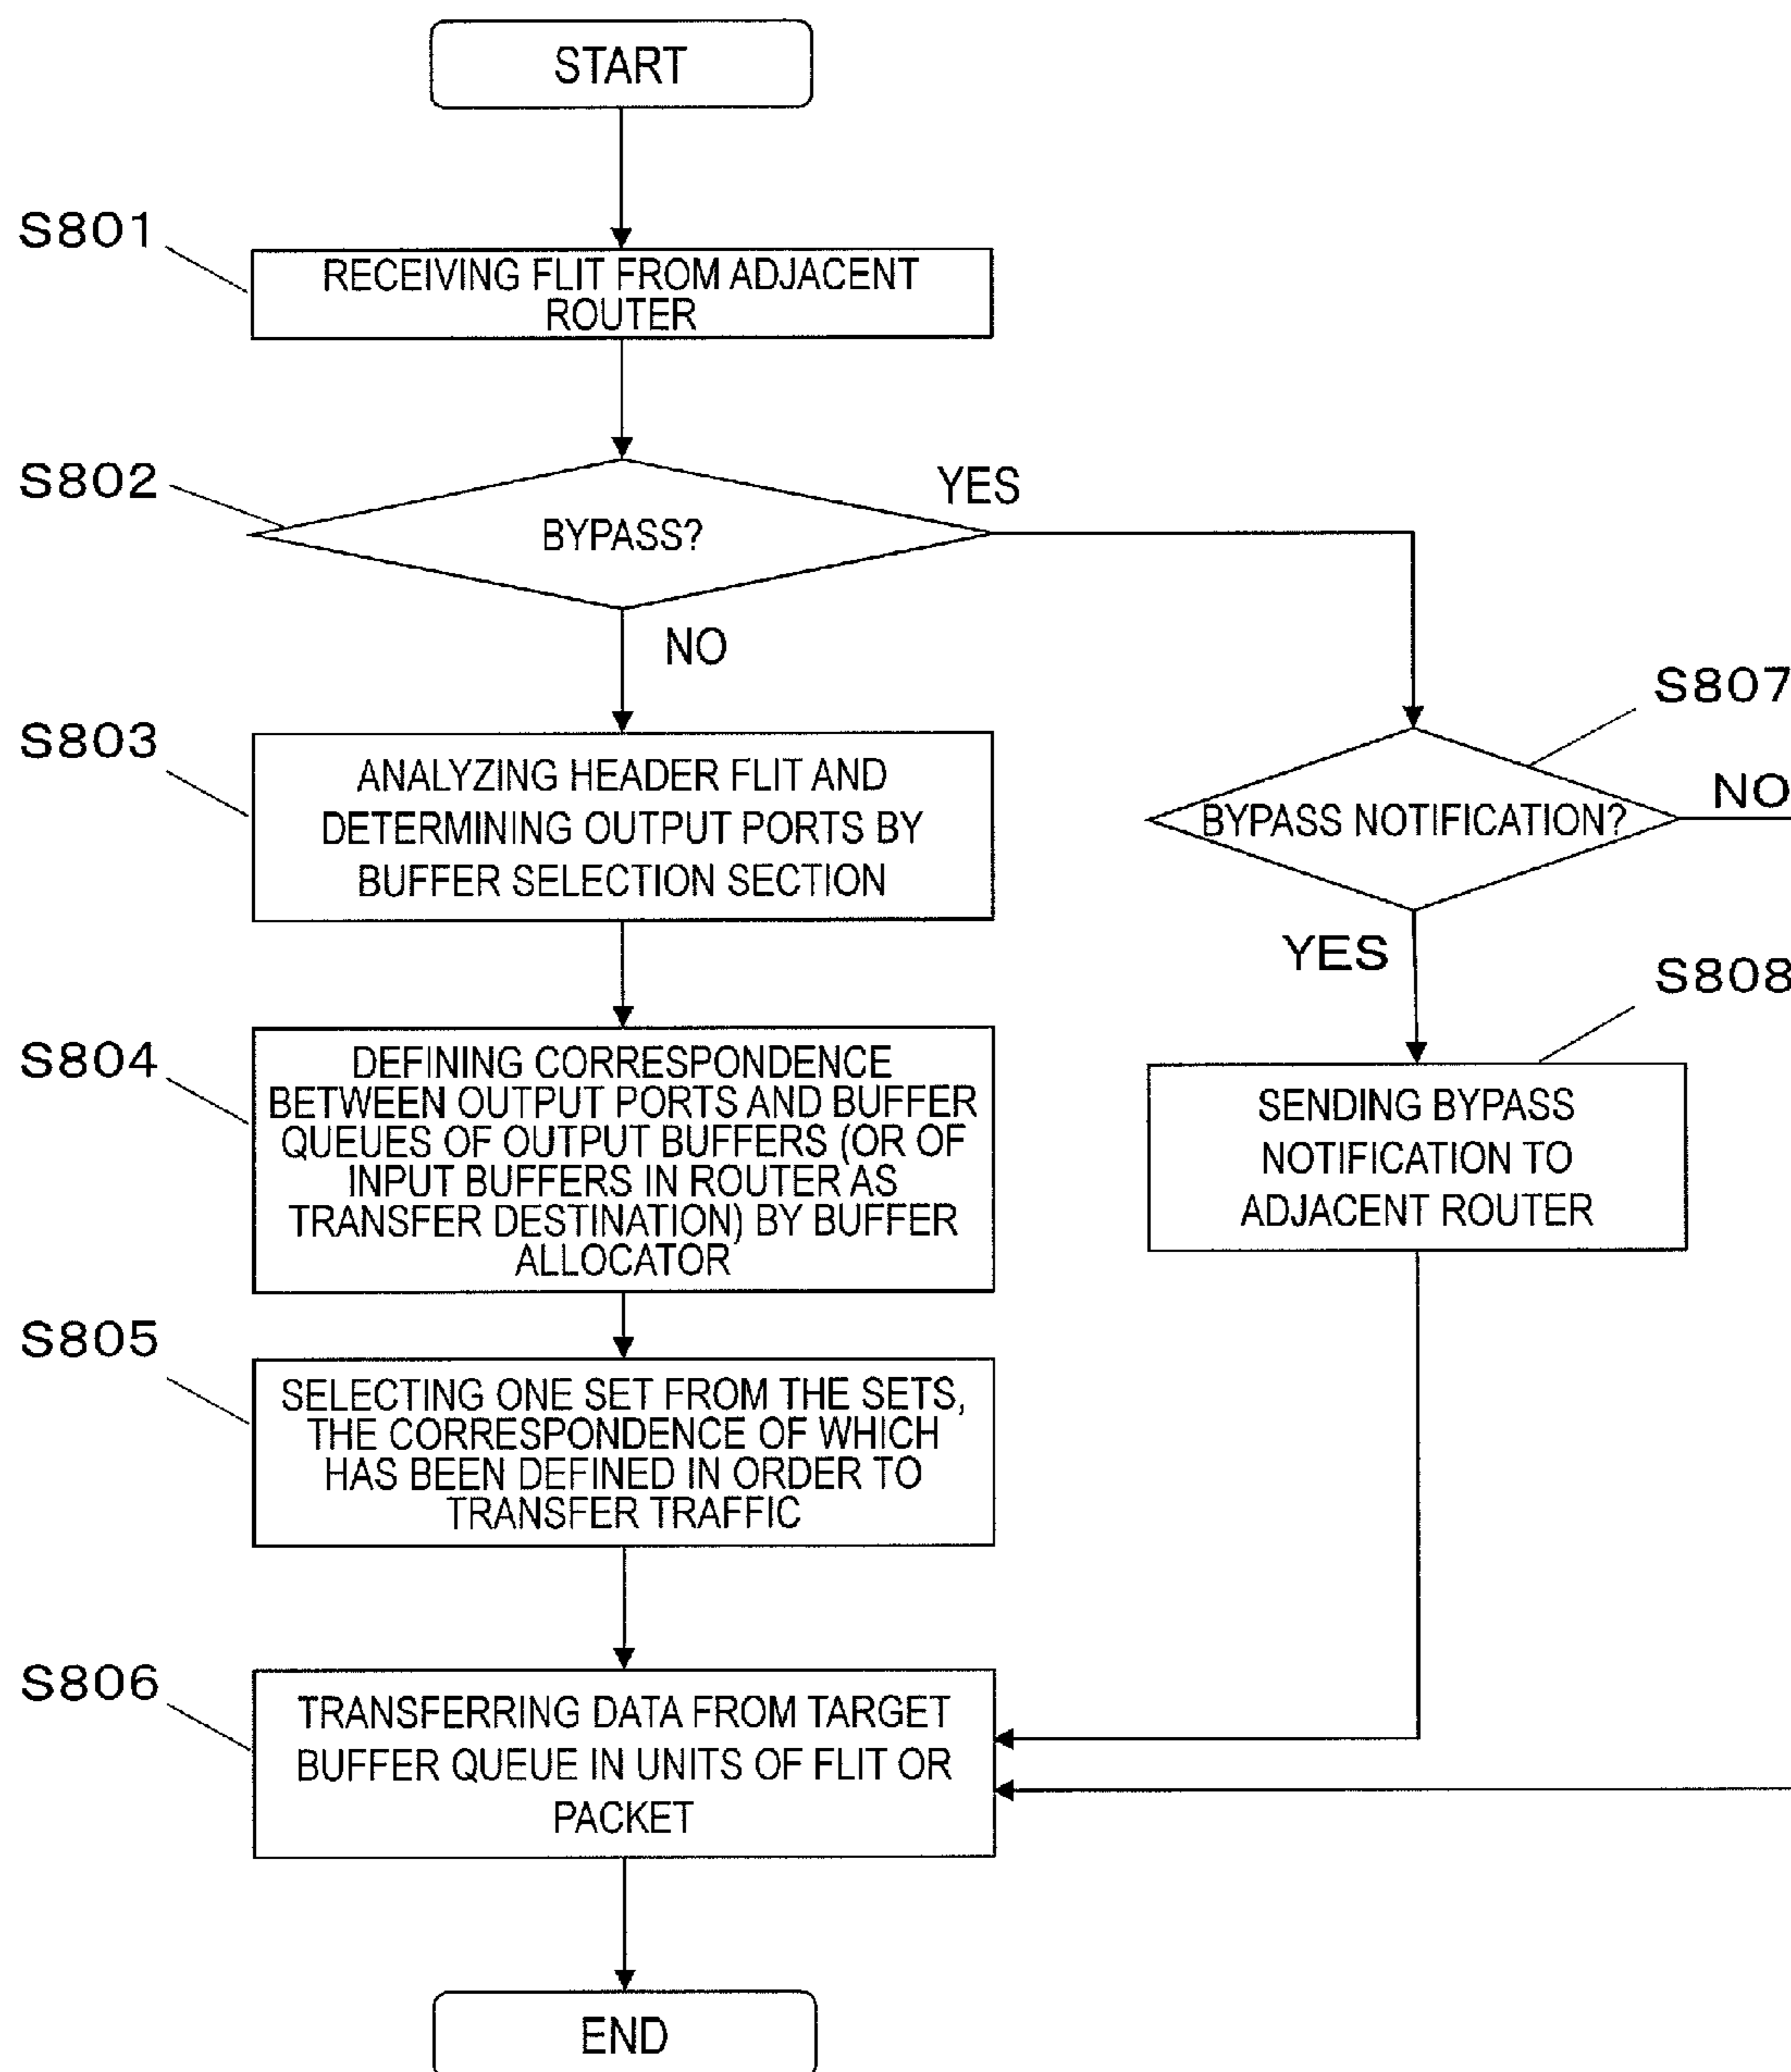 START
S801
RECEIVING FLIT FROM ADJACENT
ROUTER
S802
BYPASS?
YES
NO
S803
ANALYZING HEADER FLIT AND
DETERMINING OUTPUT PORTS BY
BUFFER SELECTION SECTION
S807
BYPASS NOTIFICATION?
NO
YES
S804
DEFINING CORRESPONDENCE
BETWEEN OUTPUT PORTS AND BUFFER
QUEUES OF OUTPUT BUFFERS (OR OF
INPUT BUFFERS IN ROUTER AS
TRANSFER DESTINATION) BY BUFFER
ALLOCATOR
S808
SENDING BYPASS
NOTIFICATION TO
ADJACENT ROUTER
S805
SELECTING ONE SET FROM THE SETS,
THE CORRESPONDENCE OF WHICH
HAS BEEN DEFINED IN ORDER TO
TRANSFER TRAFFIC
S806
TRANSFERRING DATA FROM TARGET
BUFFER QUEUE IN UNITS OF FLIT OR
PACKET
END